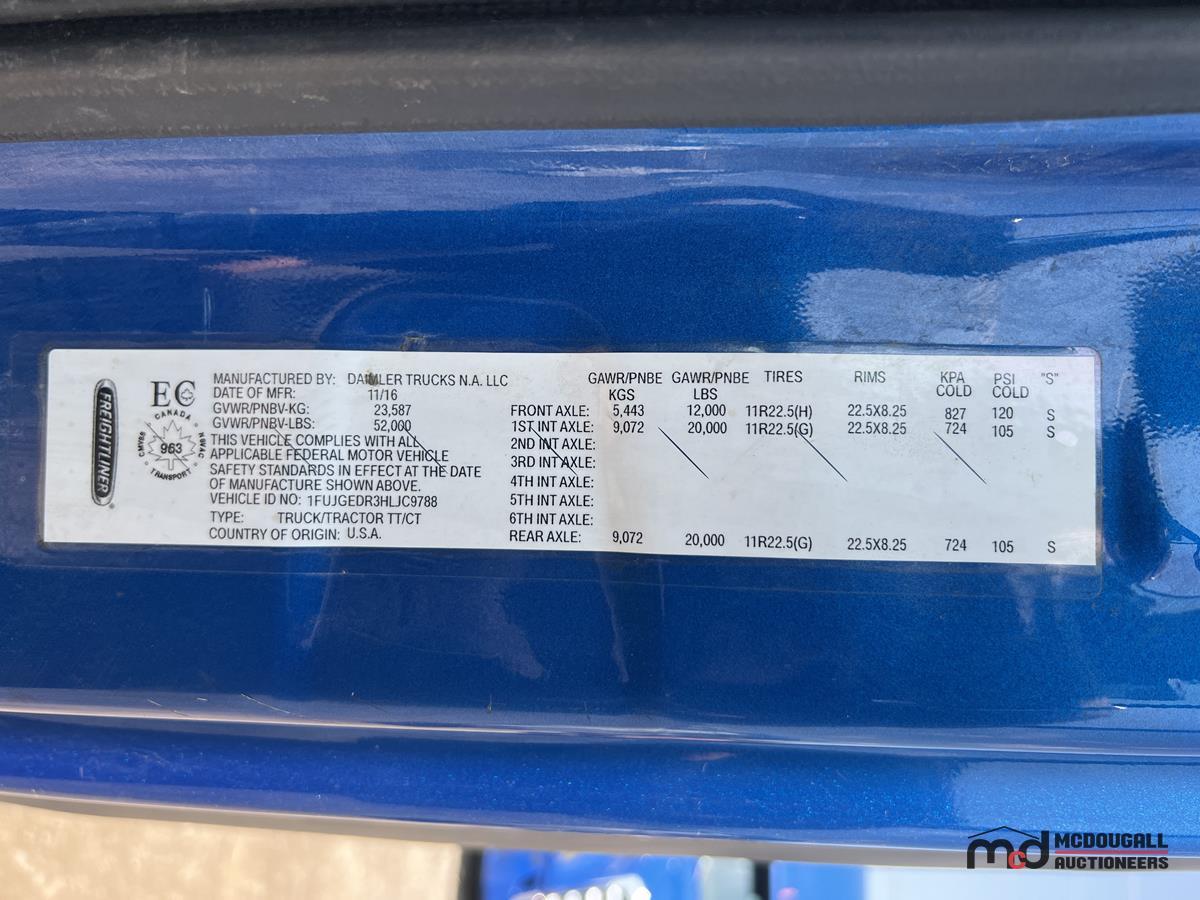 FREIGHTLINER
EC
CANADA
CMVSS 963 NVAC
TRANSPORT
MANUFACTURED BY: DAIMLER TRUCKS N.A. LLC
DATE OF MFR: 11/16
GVWR/PNBV-KG: 23,587
GVWR/PNBV-LBS: 52,000
THIS VEHICLE COMPLIES WITH ALL
APPLICABLE FEDERAL MOTOR VEHICLE
SAFETY STANDARDS IN EFFECT AT THE DATE
OF MANUFACTURE SHOWN ABOVE.
VEHICLE ID NO: 1FUJGEDR3HLJC9788
TYPE: TRUCK/TRACTOR TT/CT
COUNTRY OF ORIGIN: U.S.A.
GAWR/PNBE GAWR/PNBE TIRES RIMS KPA PSI "S"
KGS LBS COLD COLD
FRONT AXLE: 5,443 12,000 11R22.5(H) 22.5X8.25 827 120 S
1ST INT AXLE: 9,072 20,000 11R22.5(G) 22.5X8.25 724 105 S
2ND INT AXLE:
3RD INT AXLE:
4TH INT AXLE:
5TH INT AXLE:
6TH INT AXLE:
REAR AXLE: 9,072 20,000 11R22.5(G) 22.5X8.25 724 105 S
mcd MCDOUGALL
AUCTIONEERS